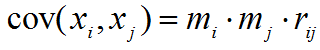 cov(x_i, x_j) = m_i · m_j · r_ij